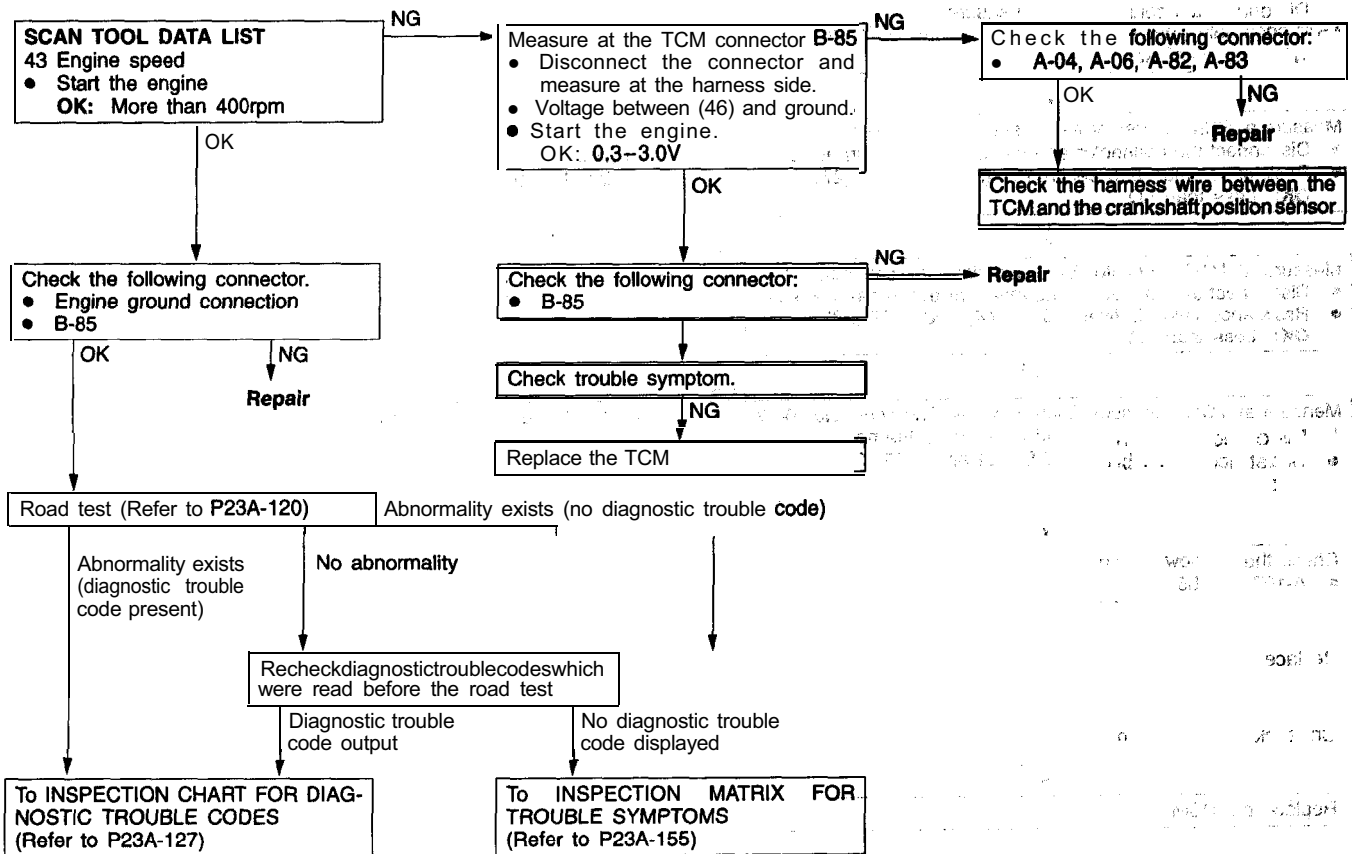 SCAN TOOL DATA LIST
43 Engine speed
● Start the engine
OK: More than 400rpm
NG
Measure at the TCM connector B-85
● Disconnect the connector and
measure at the harness side.
● Voltage between (46) and ground.
● Start the engine.
OK: 0.3–3.0V
NG
Check the following connector:
● A-04, A-06, A-82, A-83
OK
NG
Repair
Check the harness wire between the
TCM and the crankshaft position sensor
OK
OK
Check the following connector.
● Engine ground connection
● B-85
OK
NG
Repair
Check the following connector:
● B-85
NG
Repair
Check trouble symptom.
NG
Replace the TCM
Road test (Refer to P23A-120)
Abnormality exists (no diagnostic trouble code)
Abnormality exists
(diagnostic trouble
code present)
No abnormality
Recheckdiagnostictroublecodeswhich
were read before the road test
Diagnostic trouble
code output
No diagnostic trouble
code displayed
To INSPECTION CHART FOR DIAG-
NOSTIC TROUBLE CODES
(Refer to P23A-127)
To INSPECTION MATRIX FOR
TROUBLE SYMPTOMS
(Refer to P23A-155)